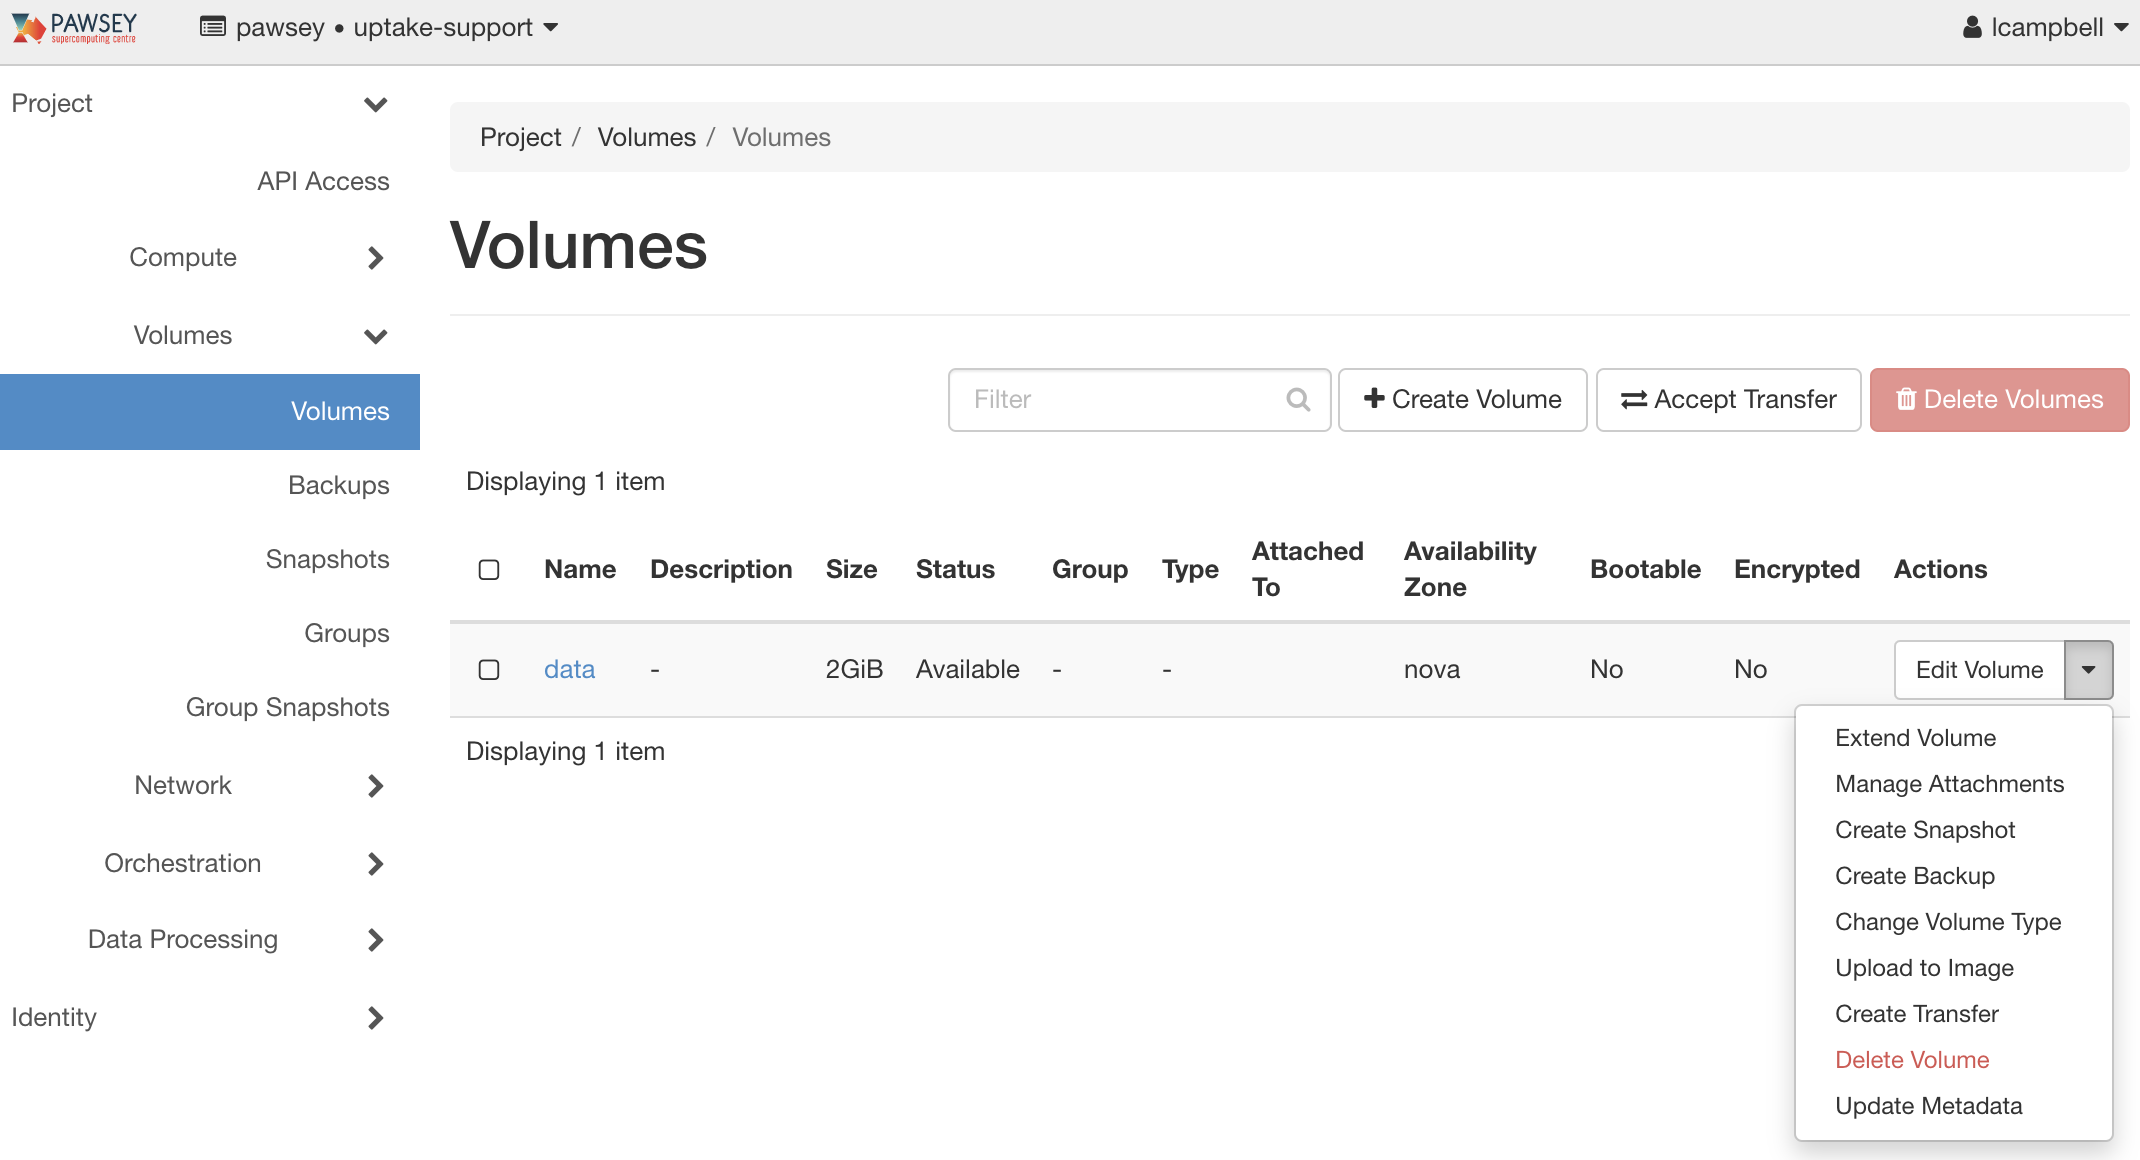 PAWSEY
supercomputing centre
pawsey • uptake-support
lcampbell
Project
API Access
Compute
Volumes
Volumes
Backups
Snapshots
Groups
Group Snapshots
Network
Orchestration
Data Processing
Identity
Project / Volumes / Volumes
Volumes
Filter
Create Volume
Accept Transfer
Delete Volumes
Displaying 1 item
Name Description Size Status Group Type Attached To Availability Zone Bootable Encrypted Actions
data - 2GiB Available - - nova No No Edit Volume
Displaying 1 item
Extend Volume
Manage Attachments
Create Snapshot
Create Backup
Change Volume Type
Upload to Image
Create Transfer
Delete Volume
Update Metadata